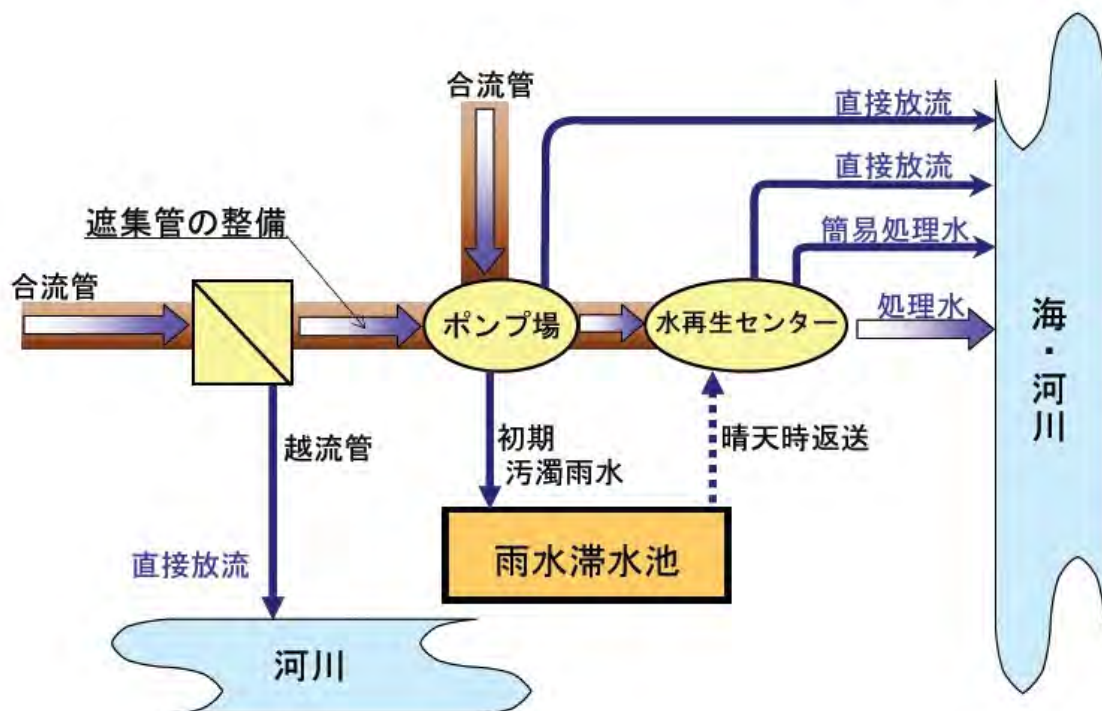 合流管
直接放流
直接放流
遮集管の整備
簡易処理水
合流管
処理水
ポンプ場
水再生センター
海・河川
越流管
初期
汚濁雨水
晴天時返送
直接放流
雨水滞水池
河川